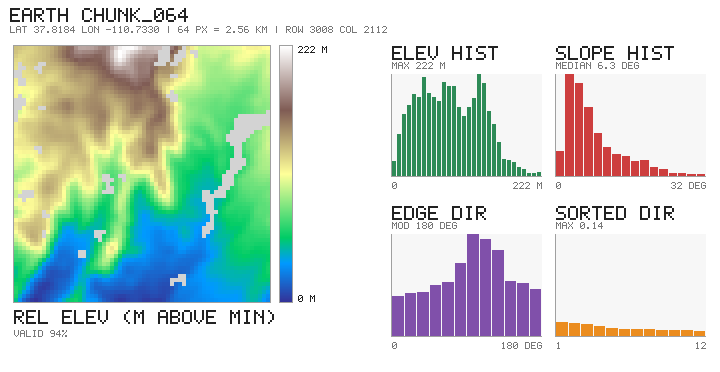 EARTH CHUNK_064
LAT 37.8184 LON -110.7330 | 64 PX = 2.56 KM | ROW 3008 COL 2112
222 M
0 M
REL ELEV (M ABOVE MIN)
VALID 94%
ELEV HIST
MAX 222 M
0 222 M
SLOPE HIST
MEDIAN 6.3 DEG
0 32 DEG
EDGE DIR
MOD 180 DEG
0 180 DEG
SORTED DIR
MAX 0.14
1 12